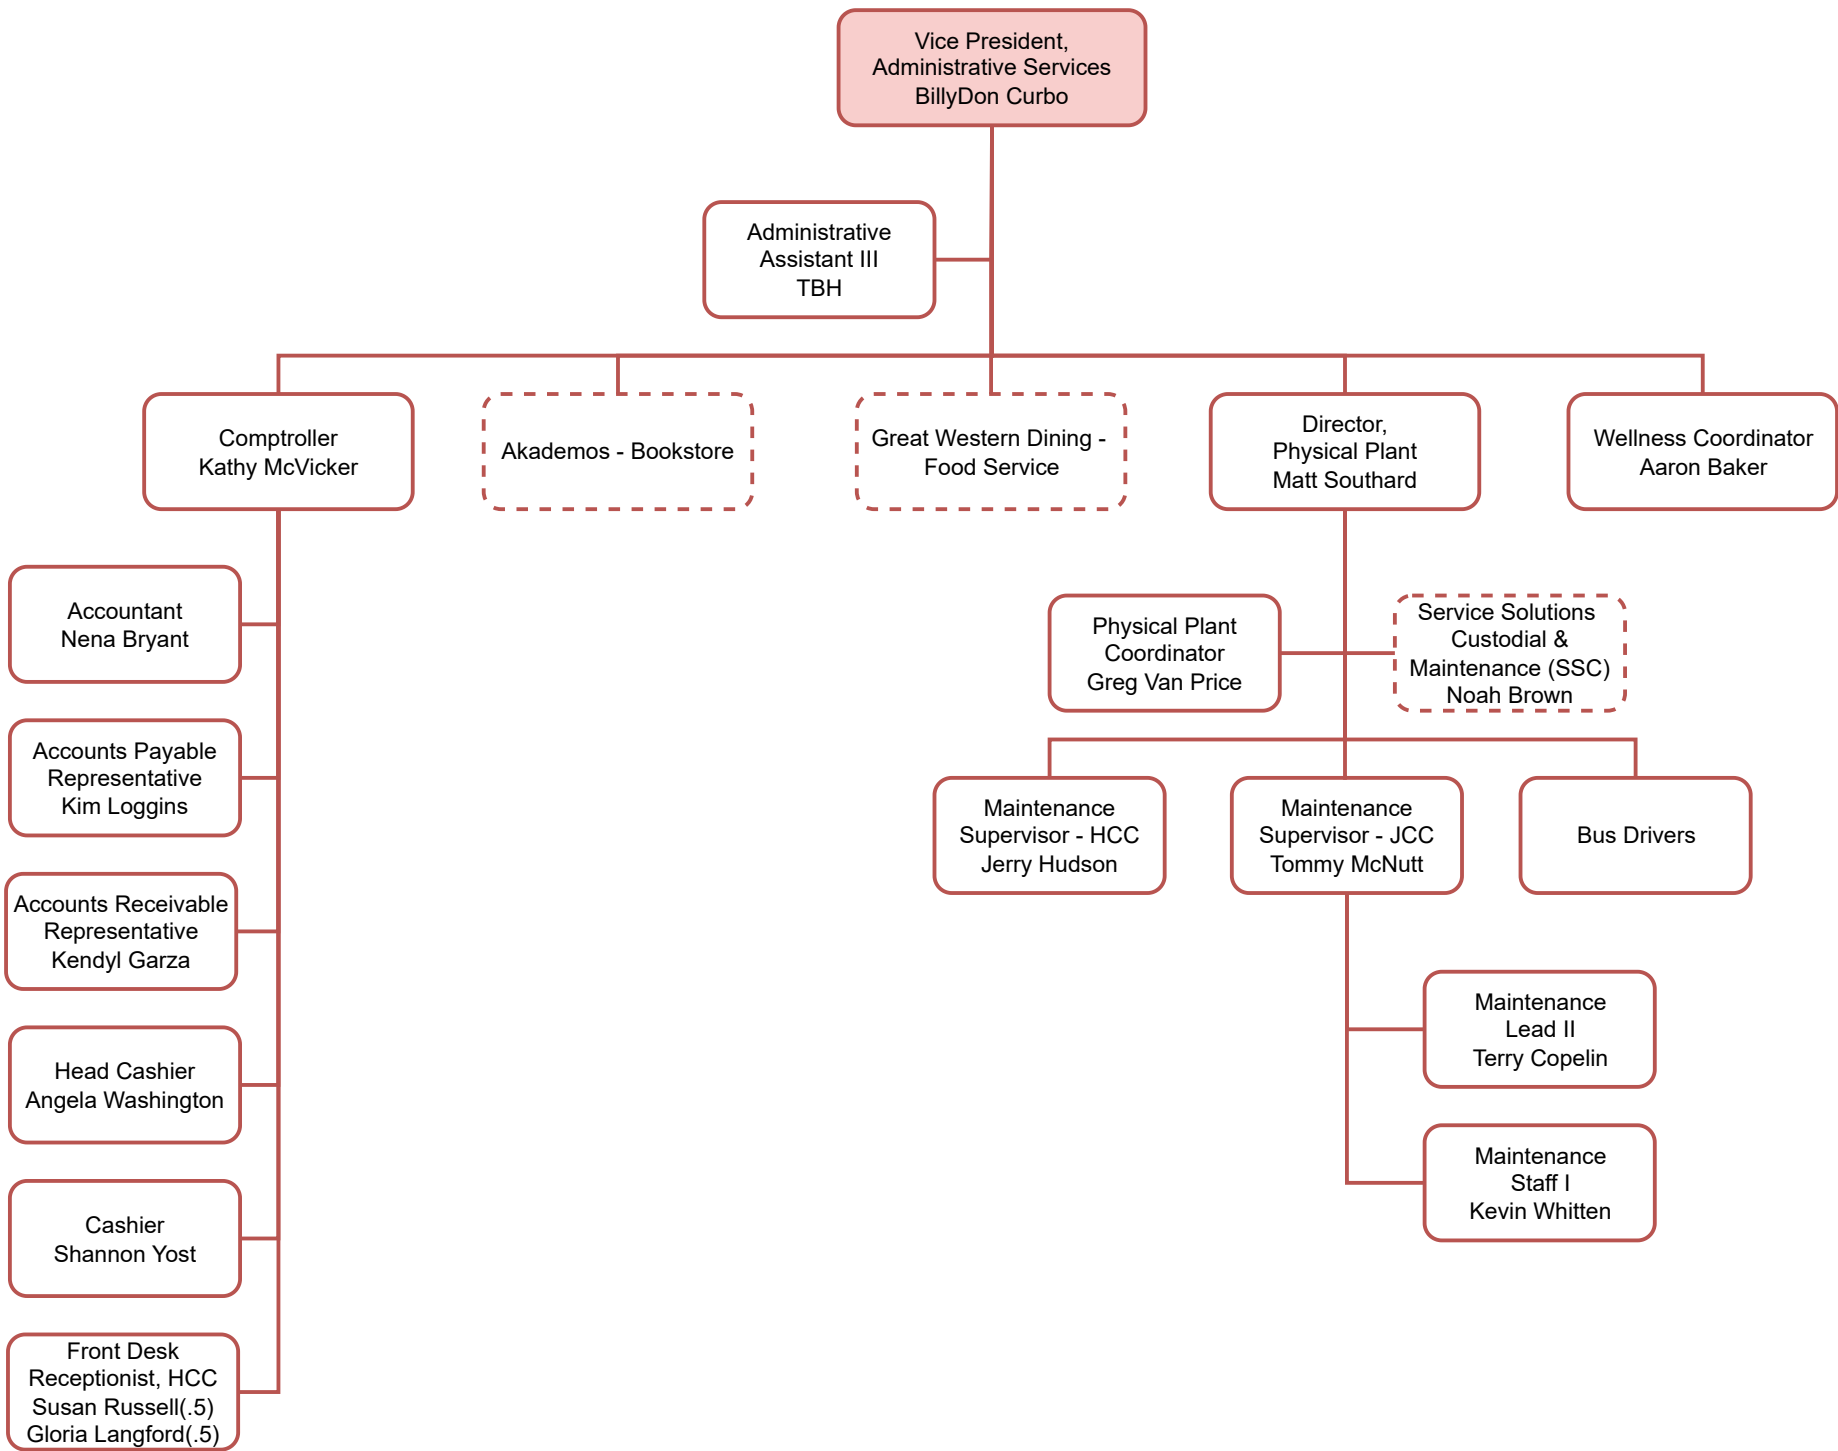 Vice President,
Administrative Services
BillyDon Curbo
Administrative
Assistant III
TBH
Comptroller
Kathy McVicker
Akademos - Bookstore
Great Western Dining -
Food Service
Director,
Physical Plant
Matt Southard
Wellness Coordinator
Aaron Baker
Accountant
Nena Bryant
Accounts Payable
Representative
Kim Loggins
Accounts Receivable
Representative
Kendyl Garza
Head Cashier
Angela Washington
Cashier
Shannon Yost
Front Desk
Receptionist, HCC
Susan Russell(.5)
Gloria Langford(.5)
Physical Plant
Coordinator
Greg Van Price
Service Solutions
Custodial &
Maintenance (SSC)
Noah Brown
Maintenance
Supervisor - HCC
Jerry Hudson
Maintenance
Supervisor - JCC
Tommy McNutt
Bus Drivers
Maintenance
Lead II
Terry Copelin
Maintenance
Staff I
Kevin Whitten